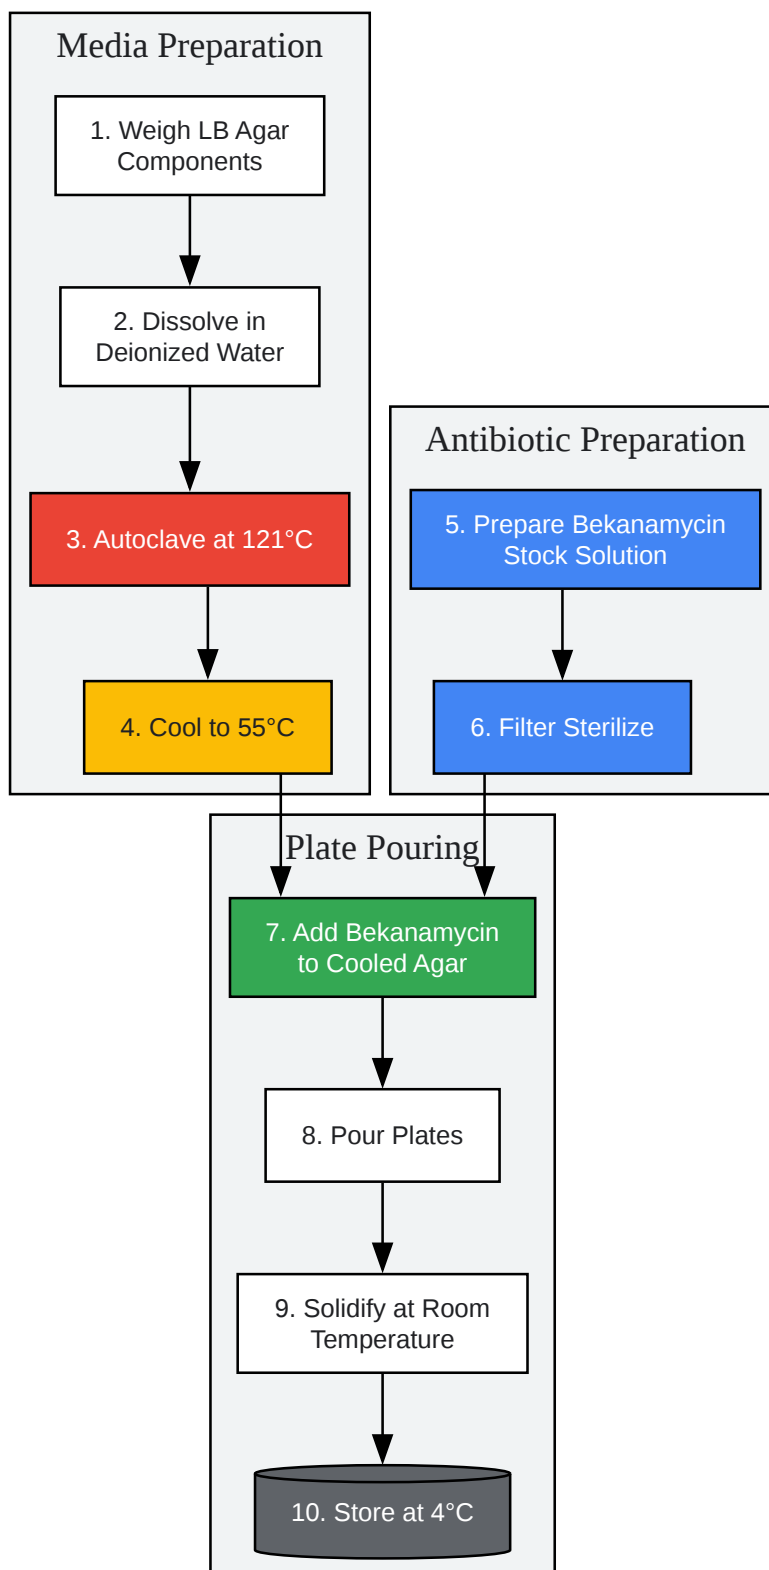 Media Preparation
1. Weigh LB Agar
Components
2. Dissolve in
Deionized Water
3. Autoclave at 121°C
4. Cool to 55°C
Antibiotic Preparation
5. Prepare Bekanamycin
Stock Solution
6. Filter Sterilize
Plate Pouring
7. Add Bekanamycin
to Cooled Agar
8. Pour Plates
9. Solidify at Room
Temperature
10. Store at 4°C